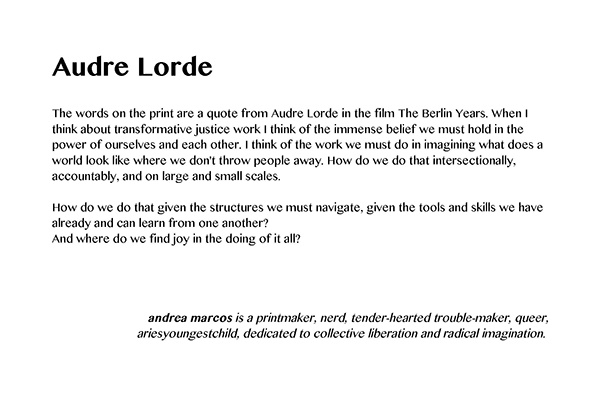 Audre Lorde
The words on the print are a quote from Audre Lorde in the film The Berlin Years. When I
think about transformative justice work I think of the immense belief we must hold in the
power of ourselves and each other. I think of the work we must do in imagining what does a
world look like where we don't throw people away. How do we do that intersectionally,
accountably, and on large and small scales.
How do we do that given the structures we must navigate, given the tools and skills we have
already and can learn from one another?
And where do we find joy in the doing of it all?
andrea marcos is a printmaker, nerd, tender-hearted trouble-maker, queer,
ariesyoungestchild, dedicated to collective liberation and radical imagination.